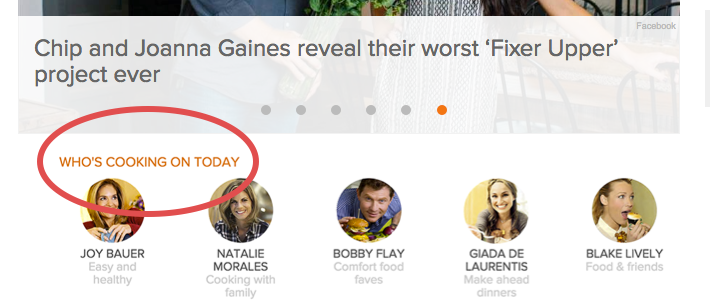 Facebook
Chip and Joanna Gaines reveal their worst ‘Fixer Upper’
project ever
WHO'S COOKING ON TODAY
JOY BAUER
Easy and
healthy
NATALIE
MORALES
Cooking with
family
BOBBY FLAY
Comfort food
faves
GIADA DE
LAURENTIS
Make ahead
dinners
BLAKE LIVELY
Food & friends